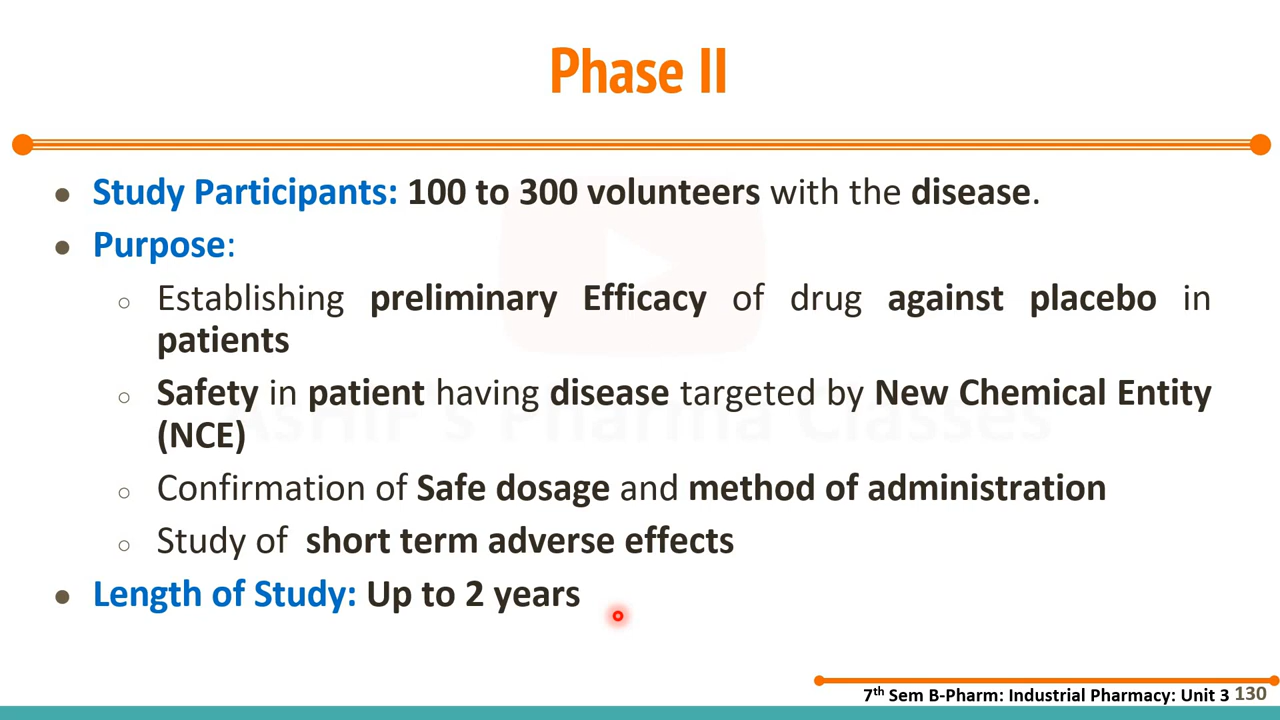 Phase II
● Study Participants: 100 to 300 volunteers with the disease.
● Purpose:
○ Establishing preliminary Efficacy of drug against placebo in
patients
○ Safety in patient having disease targeted by New Chemical Entity
(NCE)
○ Confirmation of Safe dosage and method of administration
○ Study of short term adverse effects
● Length of Study: Up to 2 years
AsHiF's Pharma Classes
7th Sem B-Pharm: Industrial Pharmacy: Unit 3 130